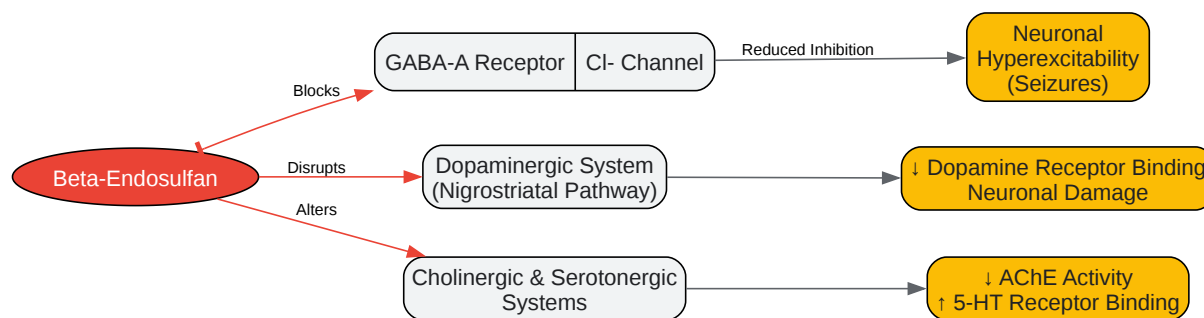 Beta-Endosulfan
Blocks
Disrupts
Alters
GABA-A Receptor
Cl- Channel
Reduced Inhibition
Neuronal
Hyperexcitability
(Seizures)
Dopaminergic System
(Nigrostriatal Pathway)
↓ Dopamine Receptor Binding
Neuronal Damage
Cholinergic & Serotonergic
Systems
↓ AChE Activity
↑ 5-HT Receptor Binding